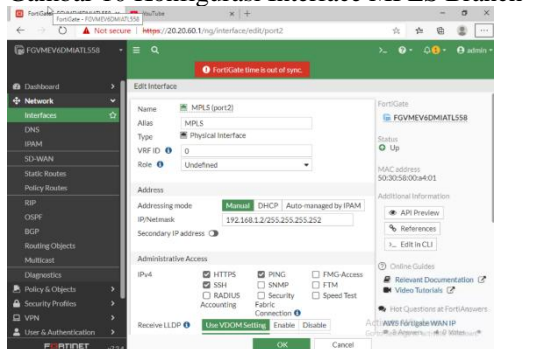 Gambar 10 Konfigurasi Interface MPLS Branch
YouTube
FortiGate - FGVMEV6DMIATL558
Not secure | https://20.20.60.1/ng/interface/edit/port2
FGVMEV6DMIATL558
admin
FortiGate time is out of sync.
Dashboard
Network
Interfaces
DNS
IPAM
SD-WAN
Static Routes
Policy Routes
RIP
OSPF
BGP
Routing Objects
Multicast
Diagnostics
Policy & Objects
Security Profiles
VPN
User & Authentication
FORTINET
Edit Interface
Name MPLS (port2)
Alias MPLS
Type Physical Interface
VRF ID 0
Role Undefined
Address
Addressing mode Manual DHCP Auto-managed by IPAM
IP/Netmask 192.168.1.2/255.255.255.252
Secondary IP address
Administrative Access
IPv4 HTTPS PING FMG-Access
SSH SNMP FTM
RADIUS Accounting Security Fabric Connection Speed Test
Receive LLDP Use VDOM Setting Enable Disable
OK Cancel
FortiGate
FGVMEV6DMIATL558
Status
Up
MAC address
50:30:58:00:a4:01
Additional Information
API Preview
References
Edit in CLI
Online Guides
Relevant Documentation
Video Tutorials
Hot Questions at FortiAnswers